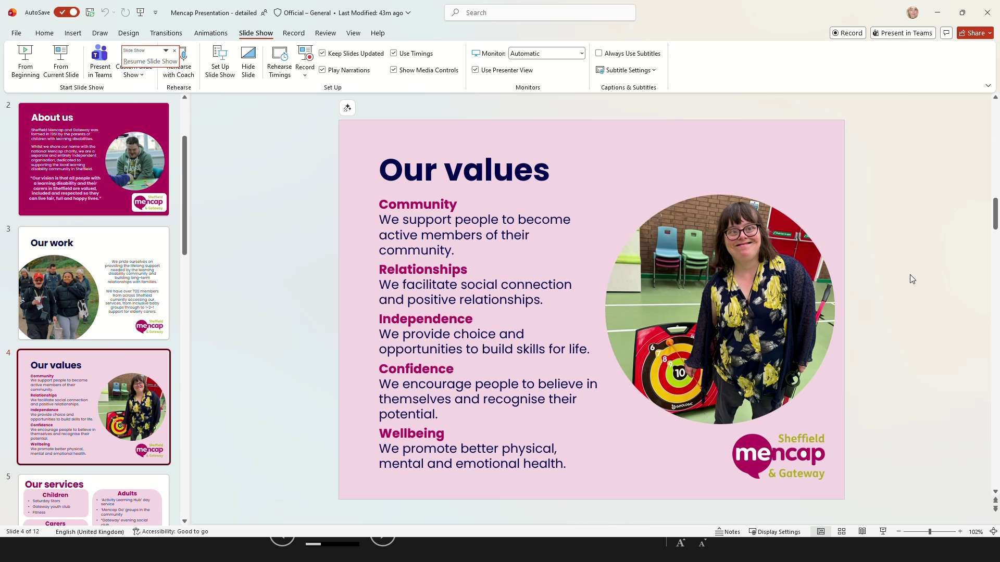 AutoSave
Mencap Presentation - detailed
Official – General • Last Modified: 43m ago
Search
File
Home
Insert
Draw
Design
Transitions
Animations
Slide Show
Record
Review
View
Help
Record
Present in Teams
Share
From
Beginning
From
Current Slide
Present
in Teams
Slide Show
Resume Slide Show
Custom Slide
Show
Rehearse
with Coach
Set Up
Slide Show
Hide
Slide
Rehearse
Timings
Record
Keep Slides Updated
Play Narrations
Use Timings
Show Media Controls
Monitor:
Automatic
Use Presenter View
Always Use Subtitles
Subtitle Settings
Start Slide Show
Rehearse
Set Up
Monitors
Captions & Subtitles
2
About us
Sheffield Mencap and Gateway was
formed in 1951 by the parents of
children with learning disabilities.
Whilst we share our name with the
national Mencap charity, we are a
separate and entirely independent
organisation, dedicated to
supporting the local learning
disability community in Sheffield.
“Our vision is that all people with
a learning disability and their
carers in Sheffield are valued,
included and respected so they
can live fair, full and happy lives.”
Sheffield
mencap
& Gateway
3
Our work
We pride ourselves on
providing the lifelong support
needed by the learning
disability community and
building long-term
relationships with families.
We have over 700 members
from across Sheffield
currently accessing our
services, from inclusive baby
groups through to 1-2-1
support for elderly carers.
Sheffield
mencap
& Gateway
4
Our values
Community
We support people to become
active members of their
community.
Relationships
We facilitate social connection
and positive relationships.
Independence
We provide choice and
opportunities to build skills for life.
Confidence
We encourage people to believe in
themselves and recognise their
potential.
Wellbeing
We promote better physical,
mental and emotional health.
Sheffield
mencap
& Gateway
5
Our services
Children
• Saturday Stars
• Gateway youth club
• Fitness
Carers
Adults
• ‘Activity Learning Hub’ day
service
• ‘Mencap Go’ groups in the
community
• ‘Gateway’ evening social
club
Our values
Community
We support people to become
active members of their
community.
Relationships
We facilitate social connection
and positive relationships.
Independence
We provide choice and
opportunities to build skills for life.
Confidence
We encourage people to believe in
themselves and recognise their
potential.
Wellbeing
We promote better physical,
mental and emotional health.
6
7
8
9
10
GEOLOGIC
Sheffield
mencap
& Gateway
Slide 4 of 12
English (United Kingdom)
Accessibility: Good to go
Notes
Display Settings
102%
A
A